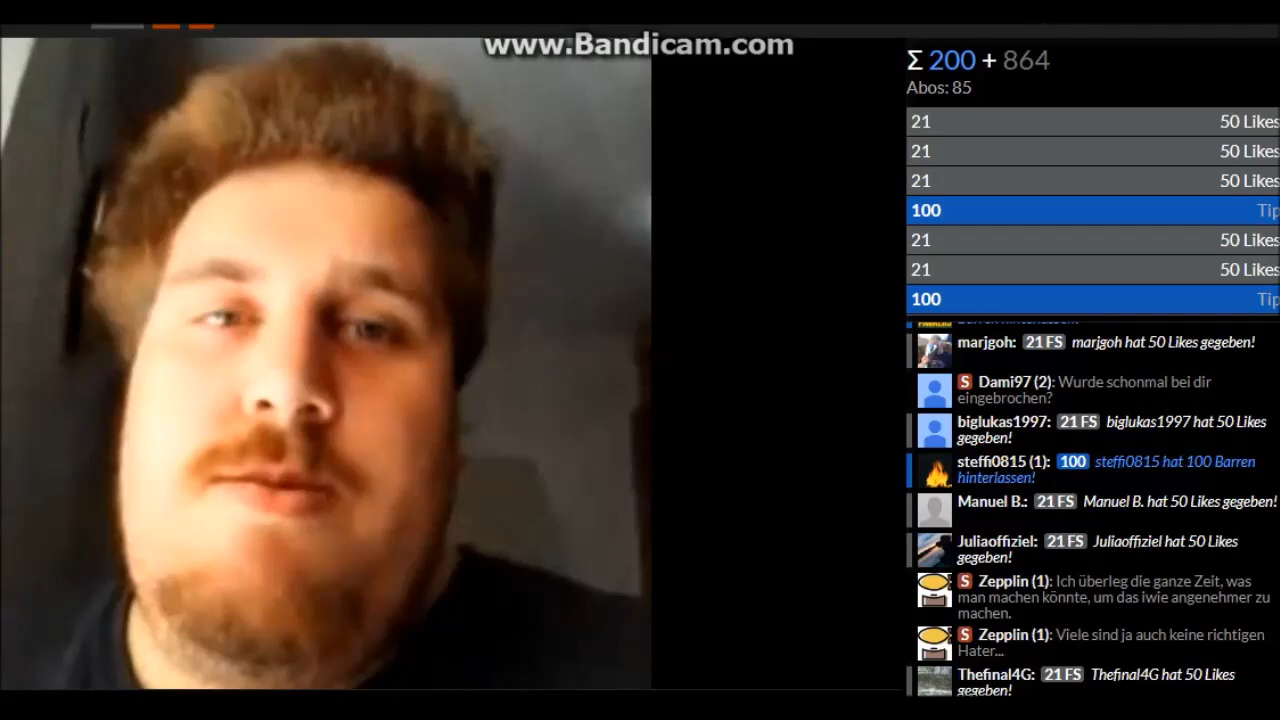 www.Bandicam.com
Σ 200 + 864
Abos: 85
21 50 Likes
21 50 Likes
21 50 Likes
100 Tip
21 50 Likes
21 50 Likes
100 Tip
marjgoh: 21 FS marjgoh hat 50 Likes gegeben!
S Dami97 (2): Wurde schonmal bei dir
eingebrochen?
biglukas1997: 21 FS biglukas1997 hat 50 Likes
gegeben!
steffi0815 (1): 100 steffi0815 hat 100 Barren
hinterlassen!
Manuel B.: 21 FS Manuel B. hat 50 Likes gegeben!
Juliaoffiziel: 21 FS Juliaoffiziel hat 50 Likes
gegeben!
S Zepplin (1): Ich überleg die ganze Zeit, was
man machen könnte, um das iwie angenehmer zu
machen.
S Zepplin (1): Viele sind ja auch keine richtigen
Hater...
Thefinal4G: 21 FS Thefinal4G hat 50 Likes
gegeben!